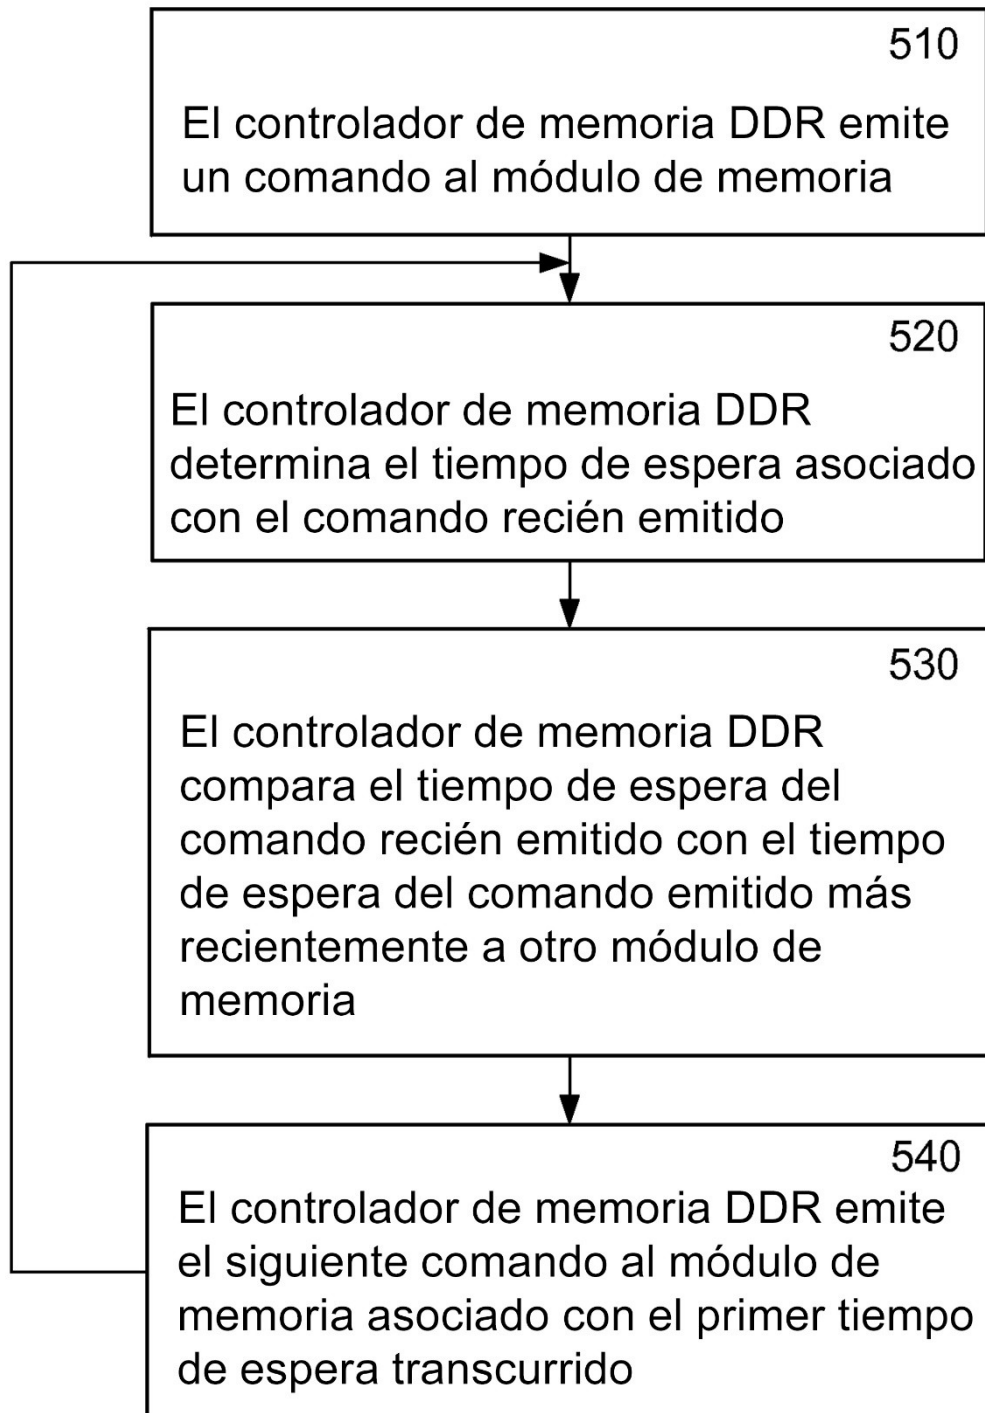 510
El controlador de memoria DDR emite
un comando al módulo de memoria
520
El controlador de memoria DDR
determina el tiempo de espera asociado
con el comando recién emitido
530
El controlador de memoria DDR
compara el tiempo de espera del
comando recién emitido con el tiempo
de espera del comando emitido más
recientemente a otro módulo de
memoria
540
El controlador de memoria DDR emite
el siguiente comando al módulo de
memoria asociado con el primer tiempo
de espera transcurrido